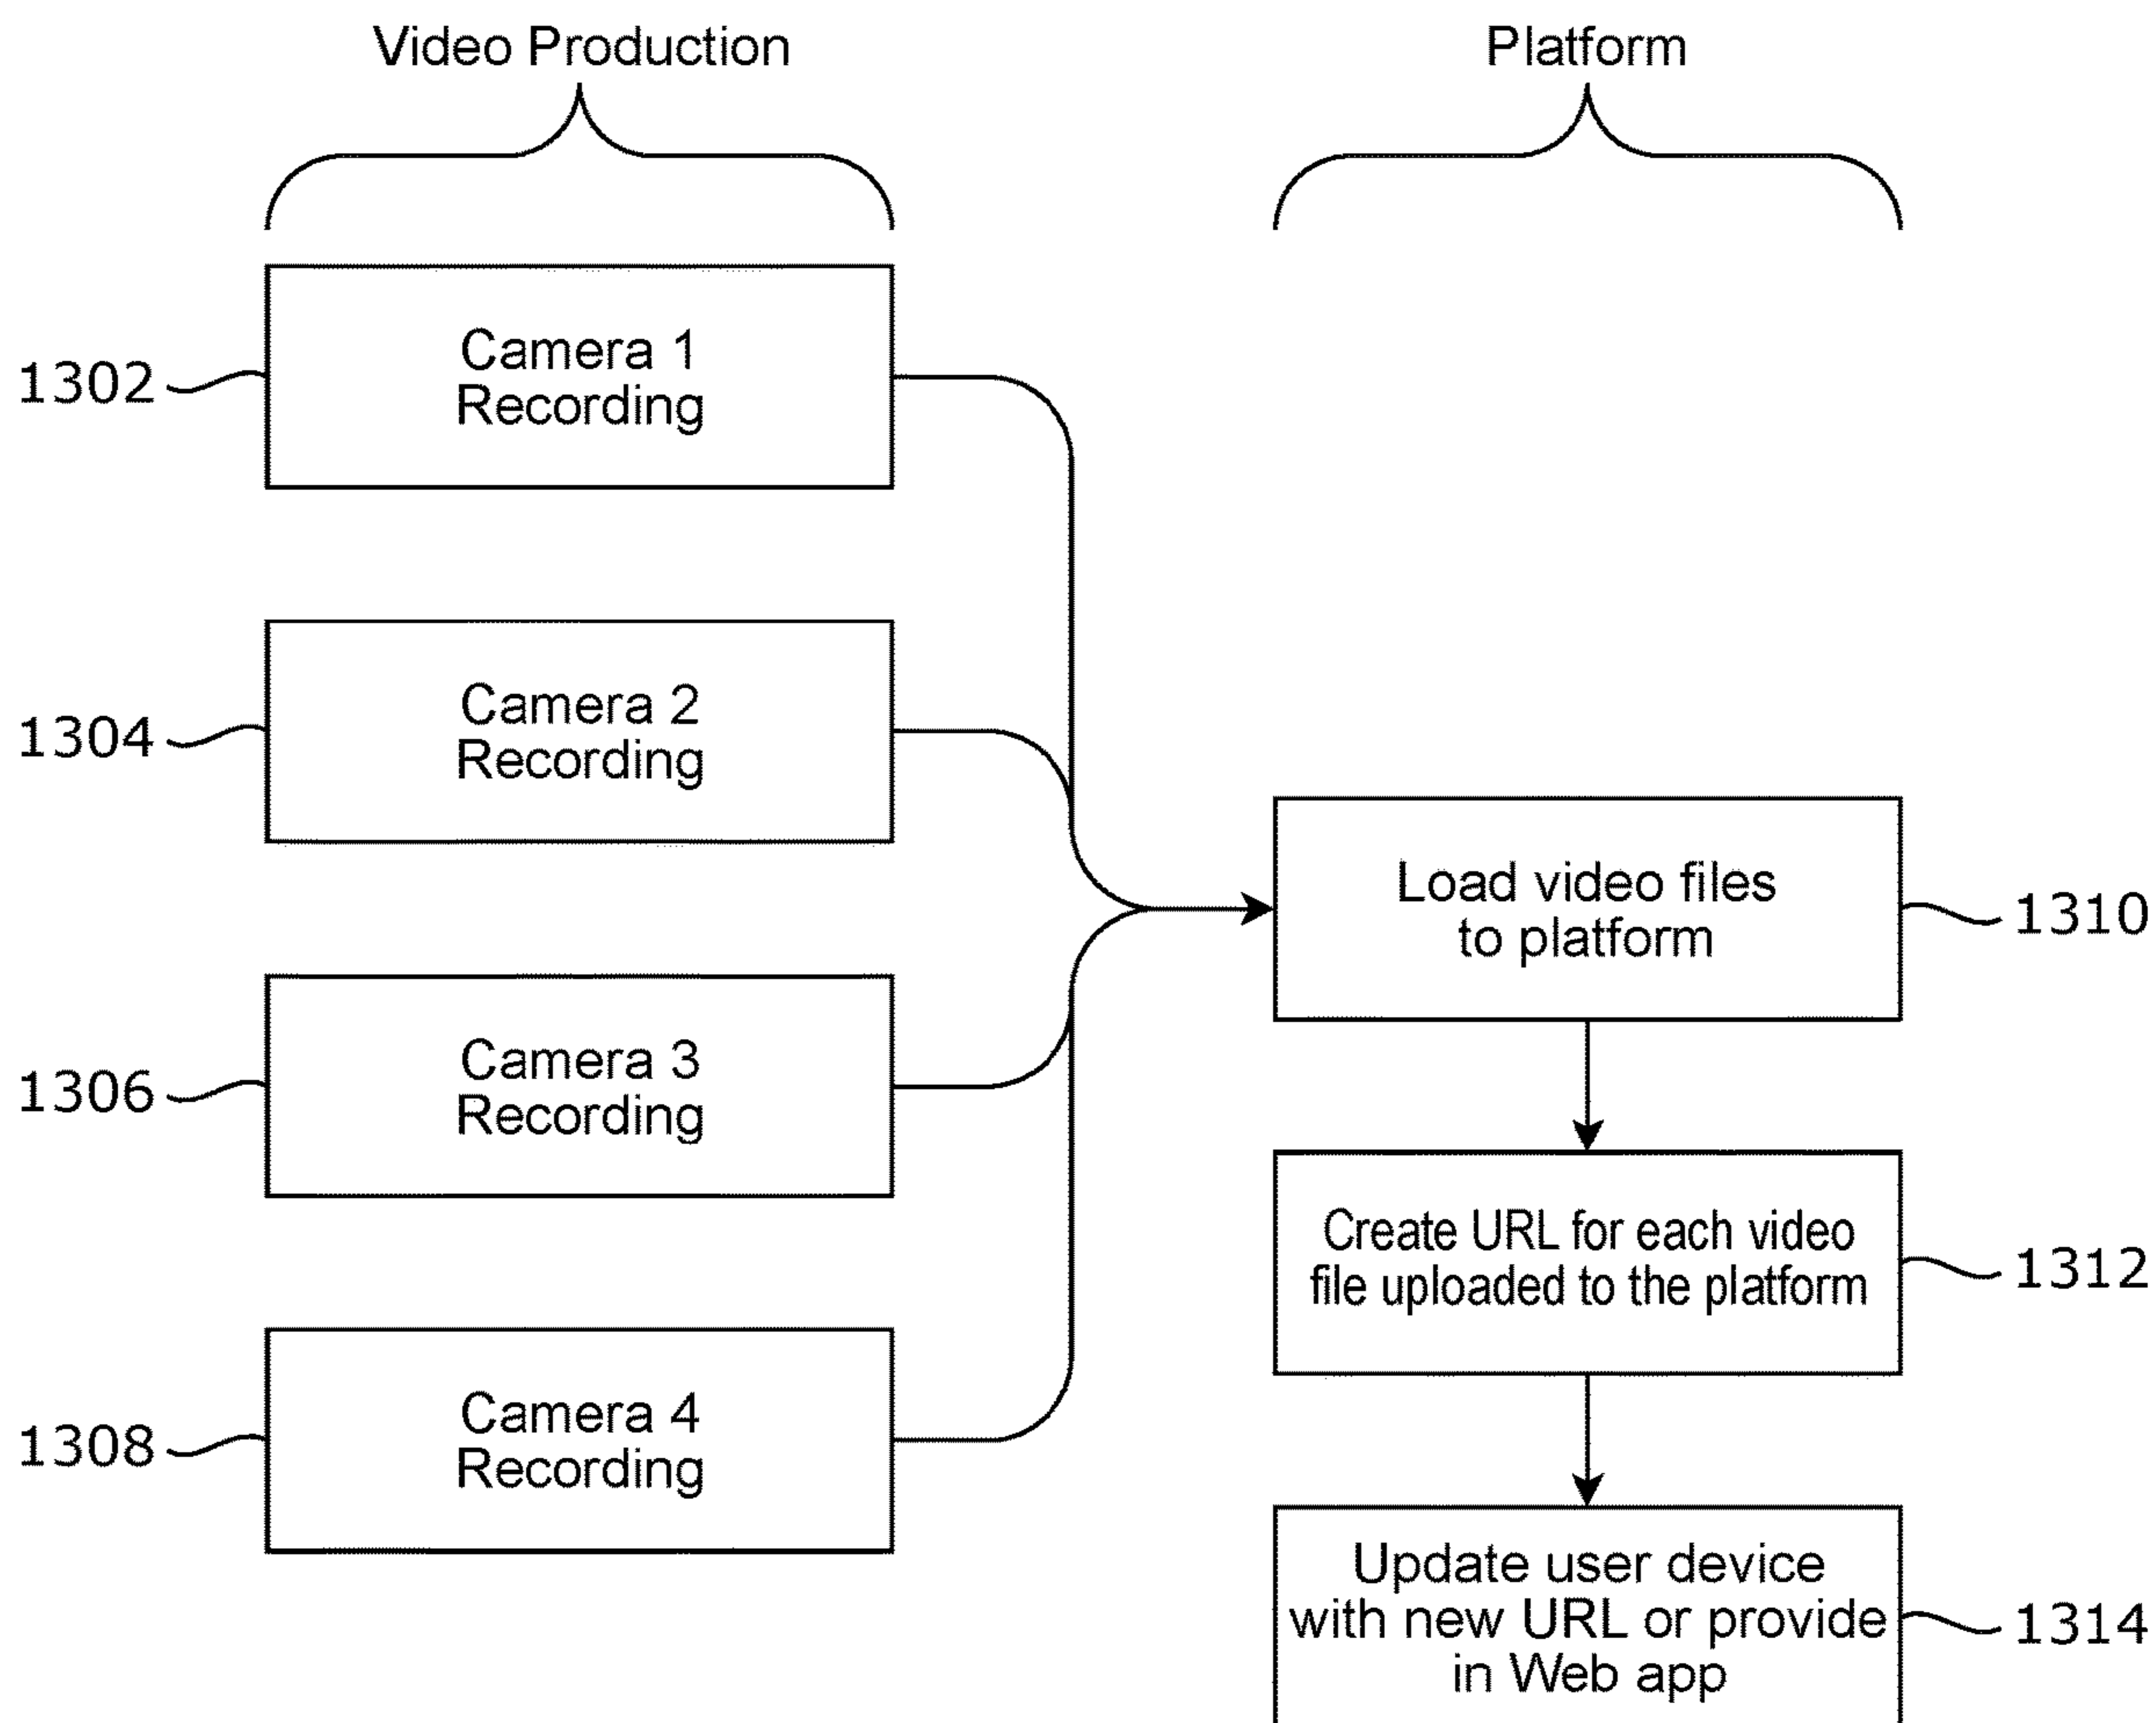 Video Production
Platform
1302
Camera 1
Recording
1304
Camera 2
Recording
1306
Camera 3
Recording
1308
Camera 4
Recording
Load video files
to platform
1310
Create URL for each video
file uploaded to the platform
1312
Update user device
with new URL or provide
in Web app
1314